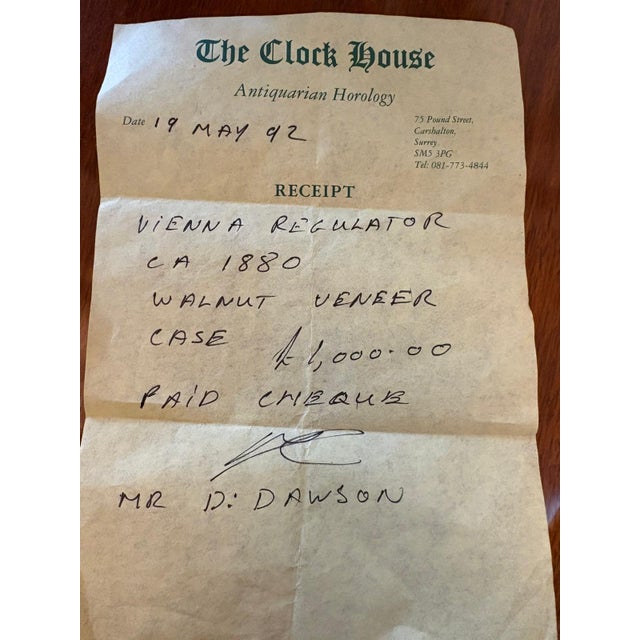 The Clock House
Antiquarian Horology
Date 19 MAY 92
75 Pound Street,
Carshalton,
Surrey
SM5 3PG
Tel: 081-773-4844
RECEIPT
VIENNA REGULATOR
CA 1880
WALNUT VENEER
CASE £1,000.00
PAID CHEQUE
MR D: DAWSON